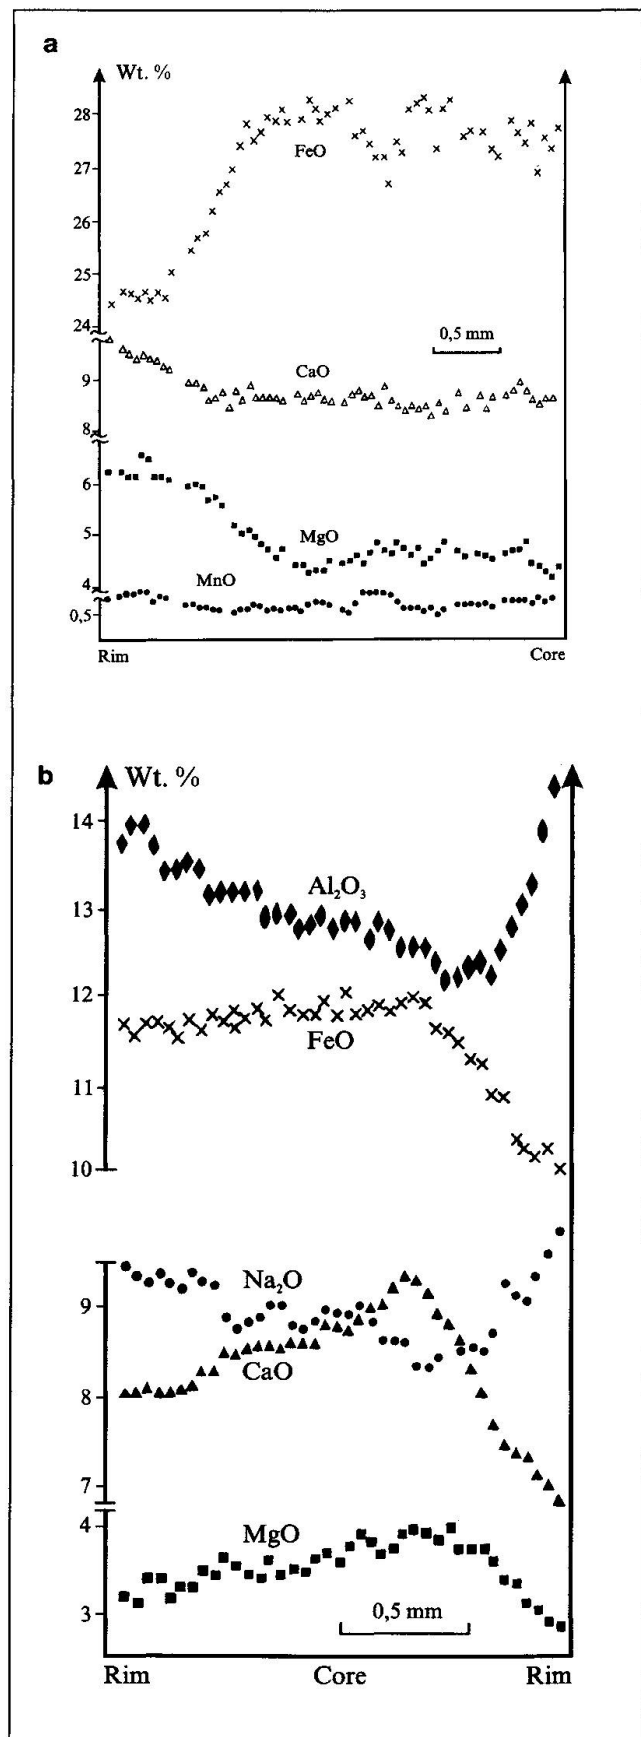 a
Wt. %
28
FeO
27
26
25
24
0,5 mm
CaO
9
8
6
MgO
5
MnO
4
0,5
Rim Core
b
Wt. %
14
Al₂O₃
13
12
FeO
11
10
Na₂O
9
CaO
8
7
MgO
4
0,5 mm
3
Rim Core Rim